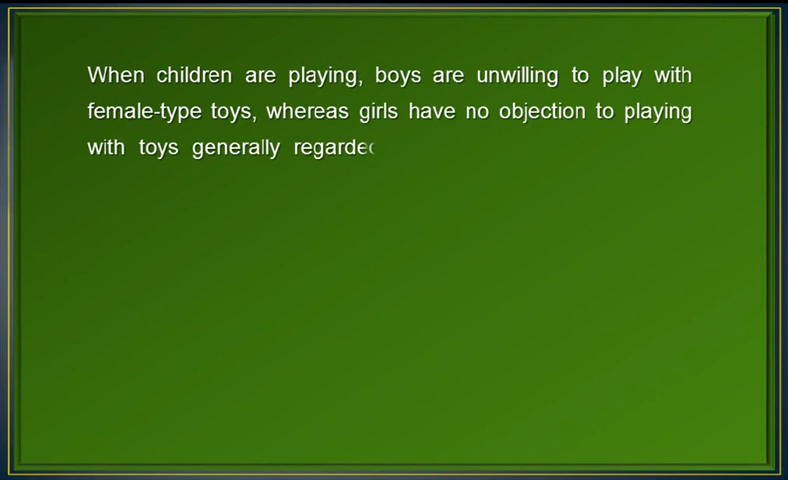 When children are playing, boys are unwilling to play with
female-type toys, whereas girls have no objection to playing
with toys generally